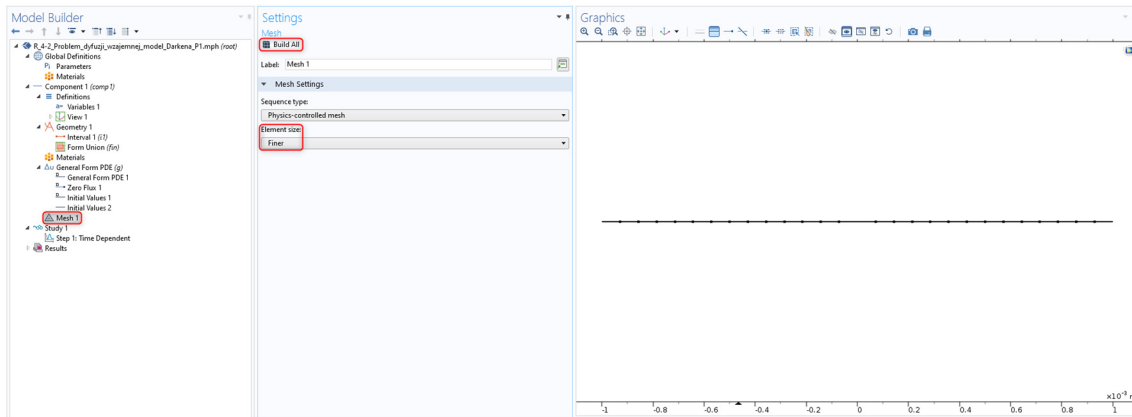 Model Builder
R_4-2_Problem_dyfuzji_wzajemnej_model_Darkena_P1.mph (root)
Global Definitions
Pi Parameters
Materials
Component 1 (comp1)
Definitions
a= Variables 1
View 1
Geometry 1
Interval 1 (i1)
Form Union (fin)
Materials
Δu General Form PDE (g)
General Form PDE 1
Zero Flux 1
Initial Values 1
Initial Values 2
Mesh 1
Study 1
Step 1: Time Dependent
Results
Settings
Mesh
Build All
Label: Mesh 1
Mesh Settings
Sequence type:
Physics-controlled mesh
Element size:
Finer
Graphics
×10⁻³
-1 -0.8 -0.6 -0.4 -0.2 0 0.2 0.4 0.6 0.8 1